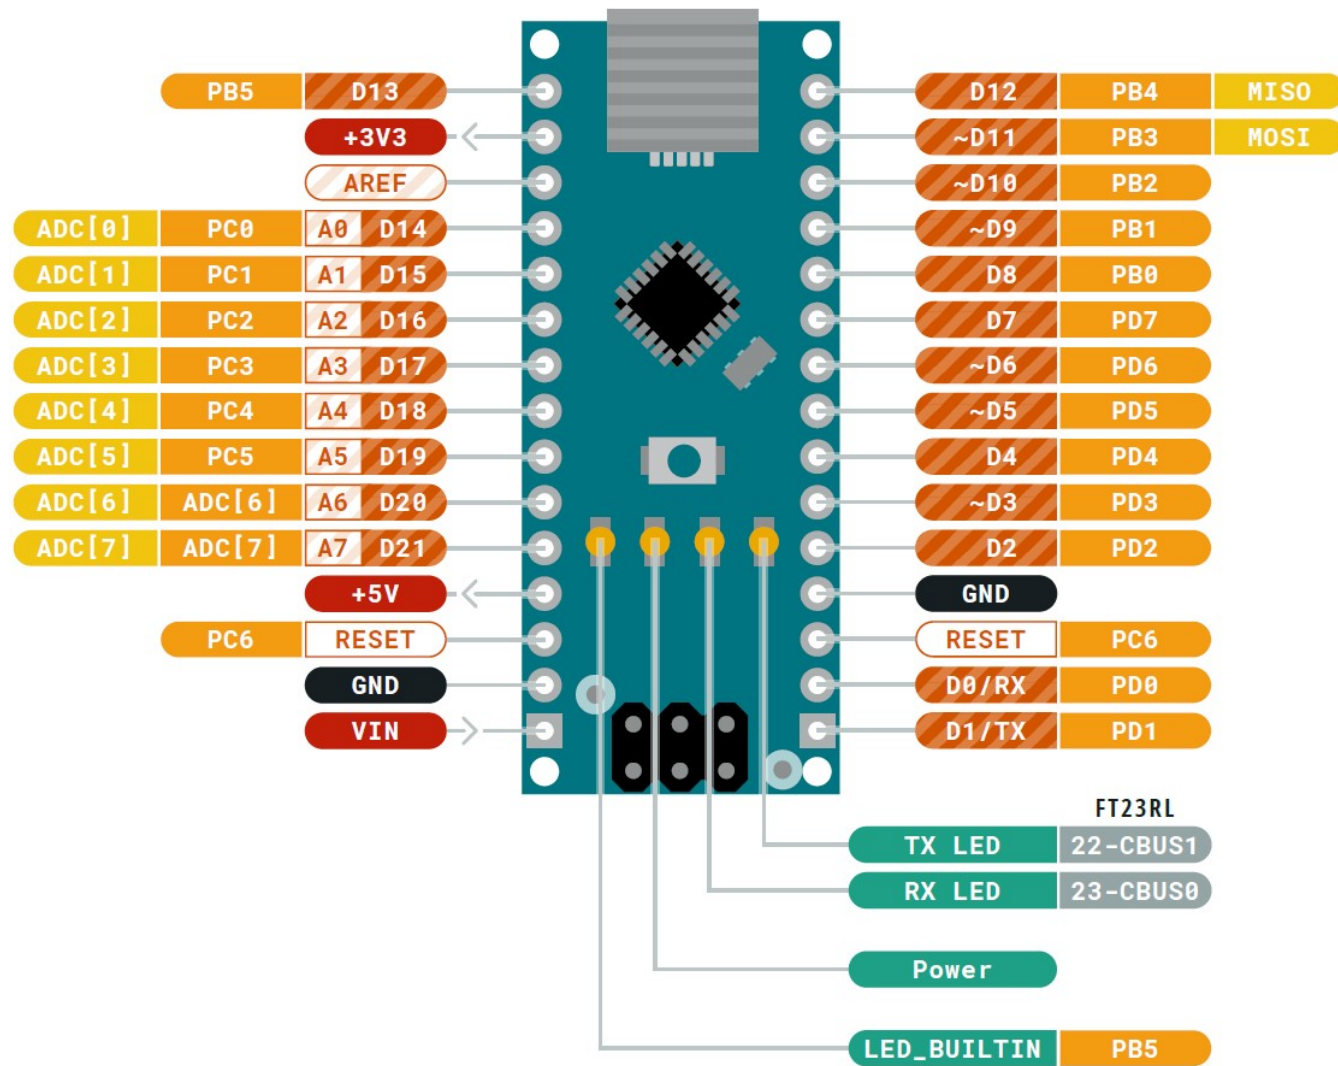 PB5 D13
+3V3
AREF
ADC[0] PC0 A0 D14
ADC[1] PC1 A1 D15
ADC[2] PC2 A2 D16
ADC[3] PC3 A3 D17
ADC[4] PC4 A4 D18
ADC[5] PC5 A5 D19
ADC[6] ADC[6] A6 D20
ADC[7] ADC[7] A7 D21
+5V
PC6 RESET
GND
VIN
D12 PB4 MISO
~D11 PB3 MOSI
~D10 PB2
~D9 PB1
D8 PB0
D7 PD7
~D6 PD6
~D5 PD5
D4 PD4
~D3 PD3
D2 PD2
GND
RESET PC6
D0/RX PD0
D1/TX PD1
FT23RL
TX LED 22-CBUS1
RX LED 23-CBUS0
Power
LED_BUILTIN PB5